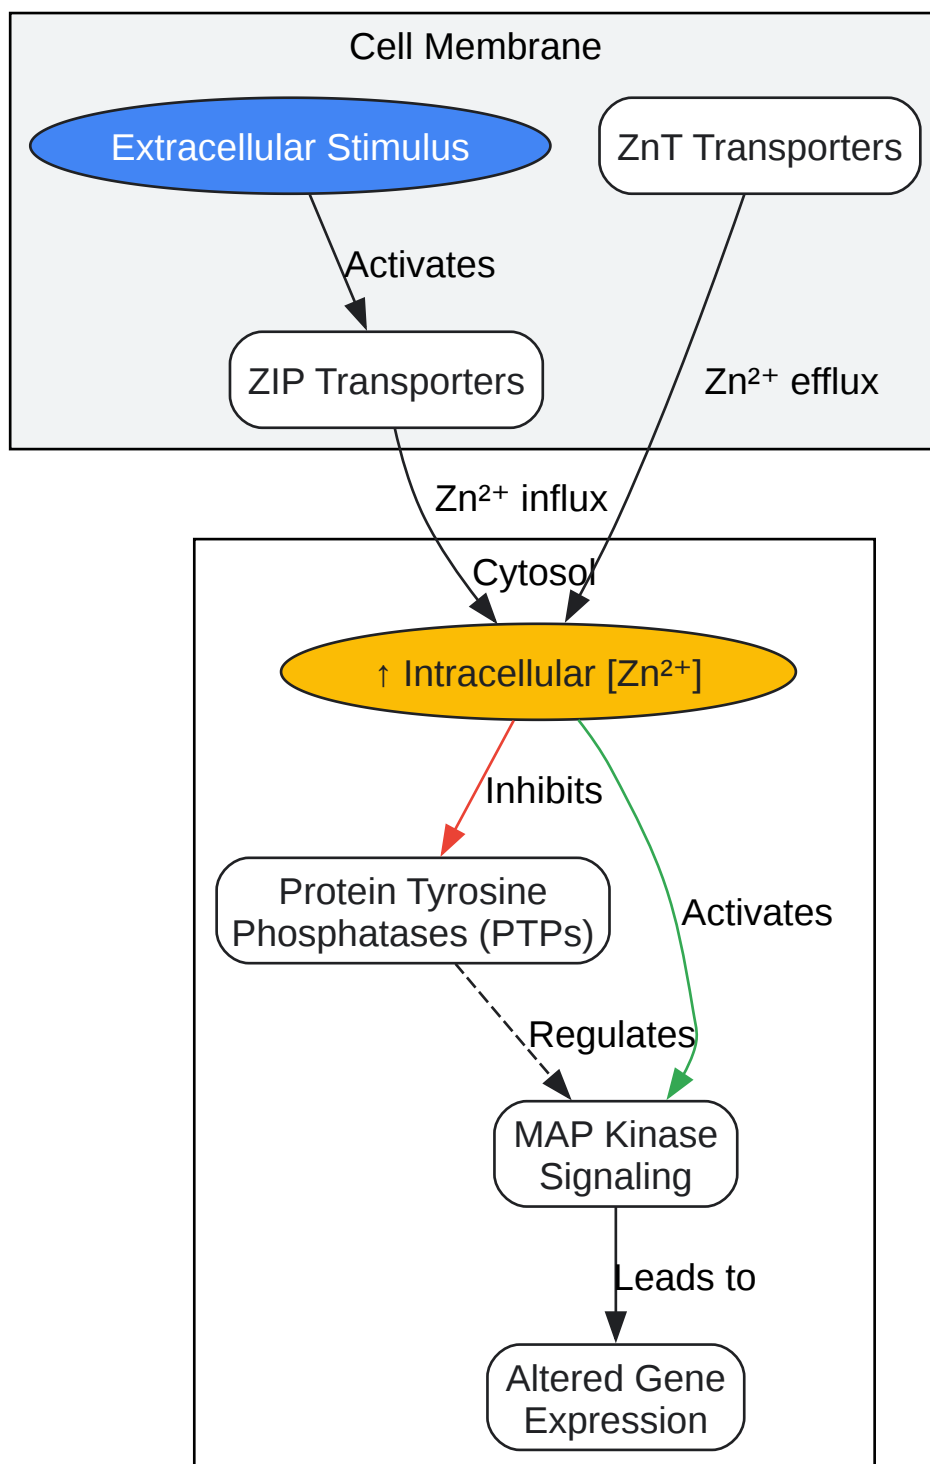 Cell Membrane
Extracellular Stimulus
ZnT Transporters
Activates
ZIP Transporters
Zn²⁺ efflux
Zn²⁺ influx
Cytosol
↑ Intracellular [Zn²⁺]
Inhibits
Protein Tyrosine
Phosphatases (PTPs)
Activates
Regulates
MAP Kinase
Signaling
Leads to
Altered Gene
Expression